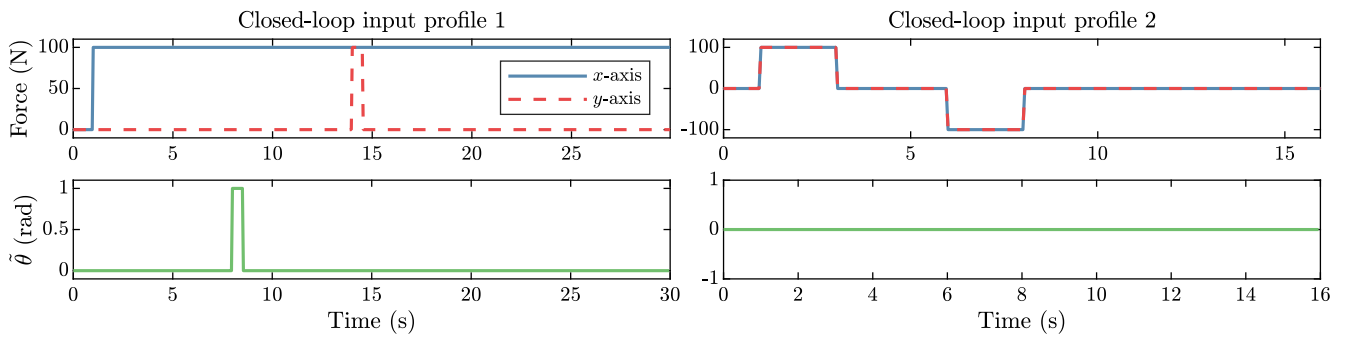 Closed-loop input profile 1
Force (N)
100
50
0
x-axis
y-axis
0 5 10 15 20 25
θ̃ (rad)
1
0.5
0
0 5 10 15 20 25 30
Time (s)
Closed-loop input profile 2
100
0
-100
0 5 10 15
1
0
-1
0 2 4 6 8 10 12 14 16
Time (s)